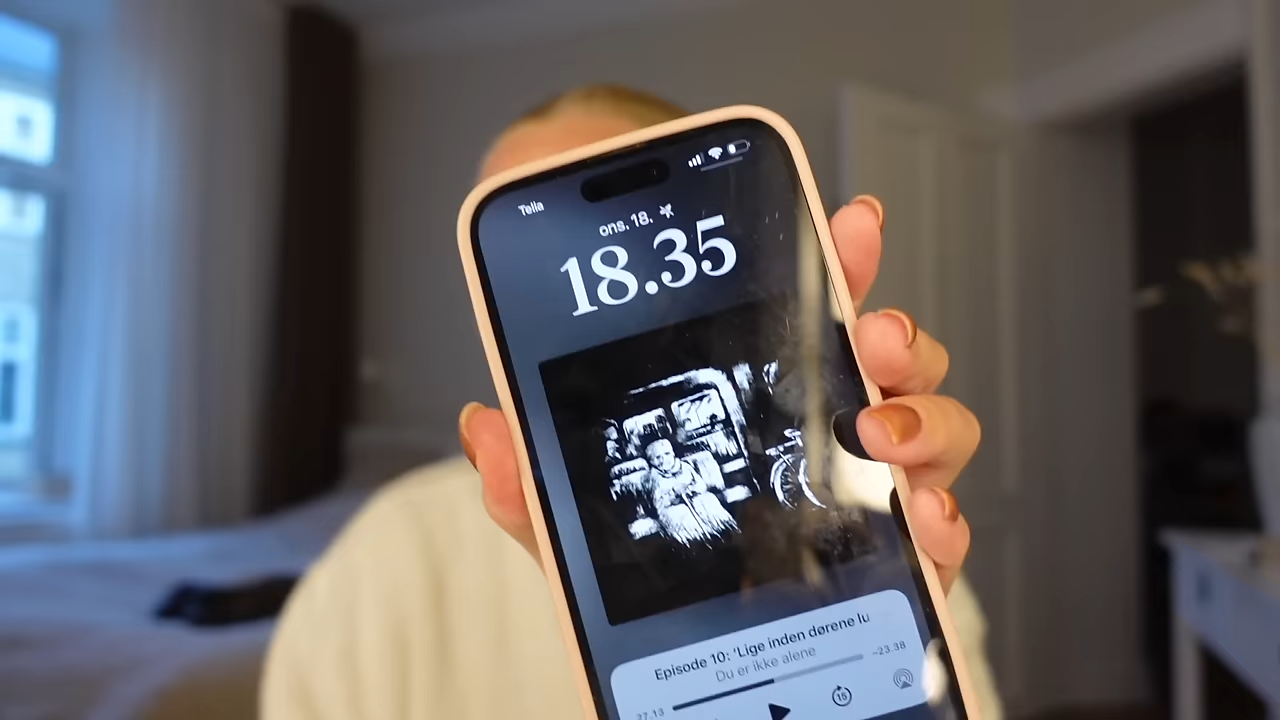 Telia
ons. 18.
18.35
Episode 10: ‘Lige inden dørene lu
Du er ikke alene
27.13
−23.38
15